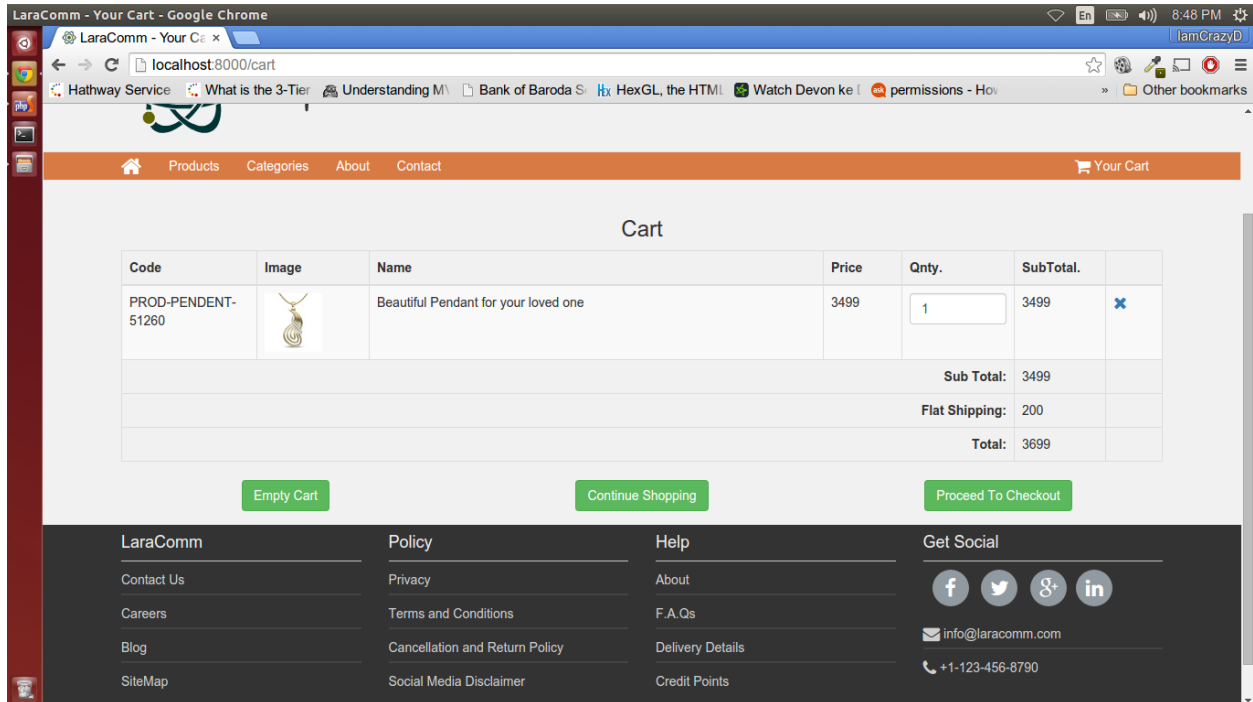 LaraComm - Your Cart - Google Chrome
En
8:48 PM
LaraComm - Your Ca
IamCrazyD
localhost:8000/cart
Hathway Service
What is the 3-Tier
Understanding M
Bank of Baroda S
HexGL, the HTML
Watch Devon ke
permissions - How
»
Other bookmarks
Products
Categories
About
Contact
Your Cart
Cart
Code Image Name Price Qnty. SubTotal.
PROD-PENDENT- Beautiful Pendant for your loved one 3499 1 3499
51260
Sub Total: 3499
Flat Shipping: 200
Total: 3699
Empty Cart
Continue Shopping
Proceed To Checkout
LaraComm
Contact Us
Careers
Blog
SiteMap
Policy
Privacy
Terms and Conditions
Cancellation and Return Policy
Social Media Disclaimer
Help
About
F.A.Qs
Delivery Details
Credit Points
Get Social
info@laracomm.com
+1-123-456-8790